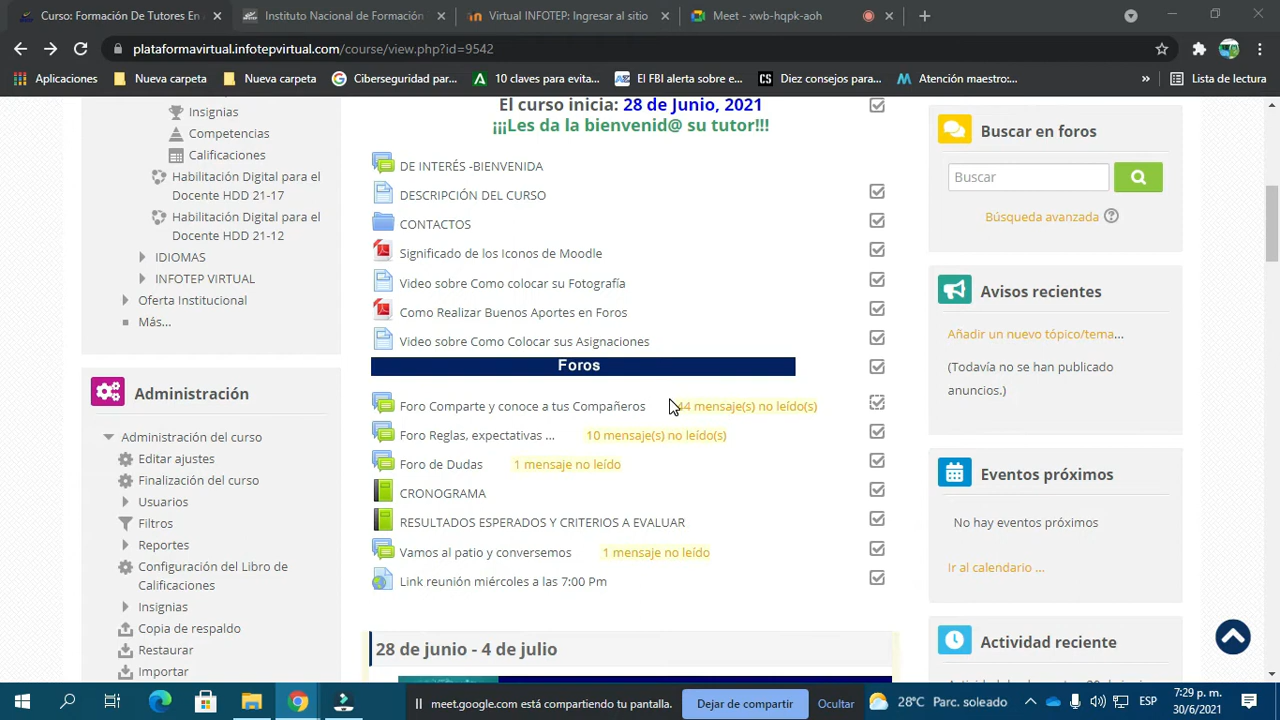 Curso: Formación De Tutores En
Instituto Nacional de Formación
Virtual INFOTEP: Ingresar al sitio
Meet - xwb-hqpk-aoh
plataformavirtual.infotepvirtual.com/course/view.php?id=9542
Aplicaciones
Nueva carpeta
Nueva carpeta
Ciberseguridad par...
10 claves para evita...
El FBI alerta sobre e...
Diez consejos para...
Atención maestro:...
»
Lista de lectura
Insignias
Competencias
Calificaciones
Habilitación Digital para el
Docente HDD 21-17
Habilitación Digital para el
Docente HDD 21-12
IDIOMAS
INFOTEP VIRTUAL
Oferta Institucional
Más...
Administración
Administración del curso
Editar ajustes
Finalización del curso
Usuarios
Filtros
Reportes
Configuración del Libro de
Calificaciones
Insignias
Copia de respaldo
Restaurar
Importar
El curso inicia: 28 de Junio, 2021
¡¡¡Les da la bienvenid@ su tutor!!!
DE INTERÉS -BIENVENIDA
DESCRIPCIÓN DEL CURSO
CONTACTOS
Significado de los Iconos de Moodle
Video sobre Como colocar su Fotografía
Como Realizar Buenos Aportes en Foros
Video sobre Como Colocar sus Asignaciones
Foros
Foro Comparte y conoce a tus Compañeros 44 mensaje(s) no leído(s)
Foro Reglas, expectativas ... 10 mensaje(s) no leído(s)
Foro de Dudas 1 mensaje no leído
CRONOGRAMA
RESULTADOS ESPERADOS Y CRITERIOS A EVALUAR
Vamos al patio y conversemos 1 mensaje no leído
Link reunión miércoles a las 7:00 Pm
28 de junio - 4 de julio
Buscar en foros
Buscar
Búsqueda avanzada
Avisos recientes
Añadir un nuevo tópico/tema...
(Todavía no se han publicado
anuncios.)
Eventos próximos
No hay eventos próximos
Ir al calendario ...
Actividad reciente
meet.google.com está compartiendo tu pantalla.
Dejar de compartir
Ocultar
28°C Parc. soleado
ESP
7:29 p. m.
30/6/2021